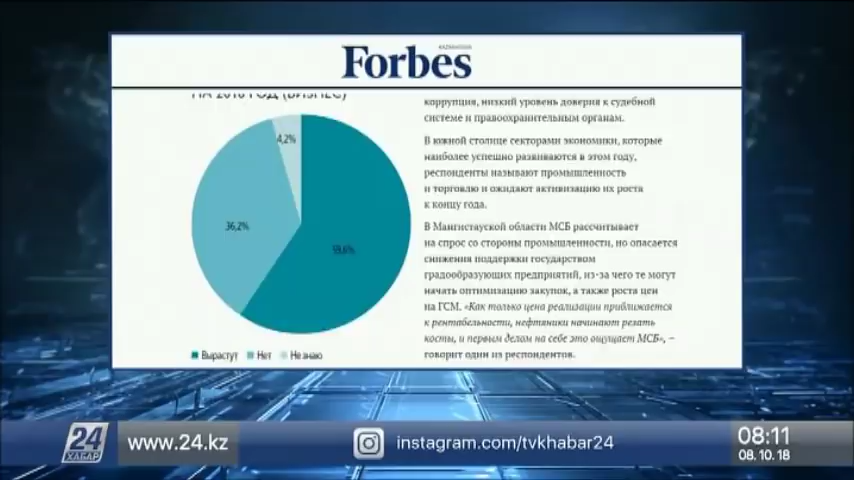 KAZAKHSTAN
Forbes
НА 2018 ГОД (БИЗНЕС)
4,2%
36,2%
59,6%
Вырастут Нет Не знаю
коррупция, низкий уровень доверия к судебной
системе и правоохранительным органам.
В южной столице секторами экономики, которые
наиболее успешно развиваются в этом году,
респонденты называют промышленность
и торговлю и ожидают активизацию их роста
к концу года.
В Мангистауской области МСБ рассчитывает
на спрос со стороны промышленности, но опасается
снижения поддержки государством
градообразующих предприятий, из-за чего те могут
начать оптимизацию закупок, а также роста цен
на ГСМ. «Как только цена реализации приближается
к рентабельности, нефтяники начинают резать
косты, и первым делом на себе это ощущает МСБ», –
говорит один из респондентов.
24
ХАБАР
www.24.kz
instagram.com/tvkhabar24
08:11
08.10.18